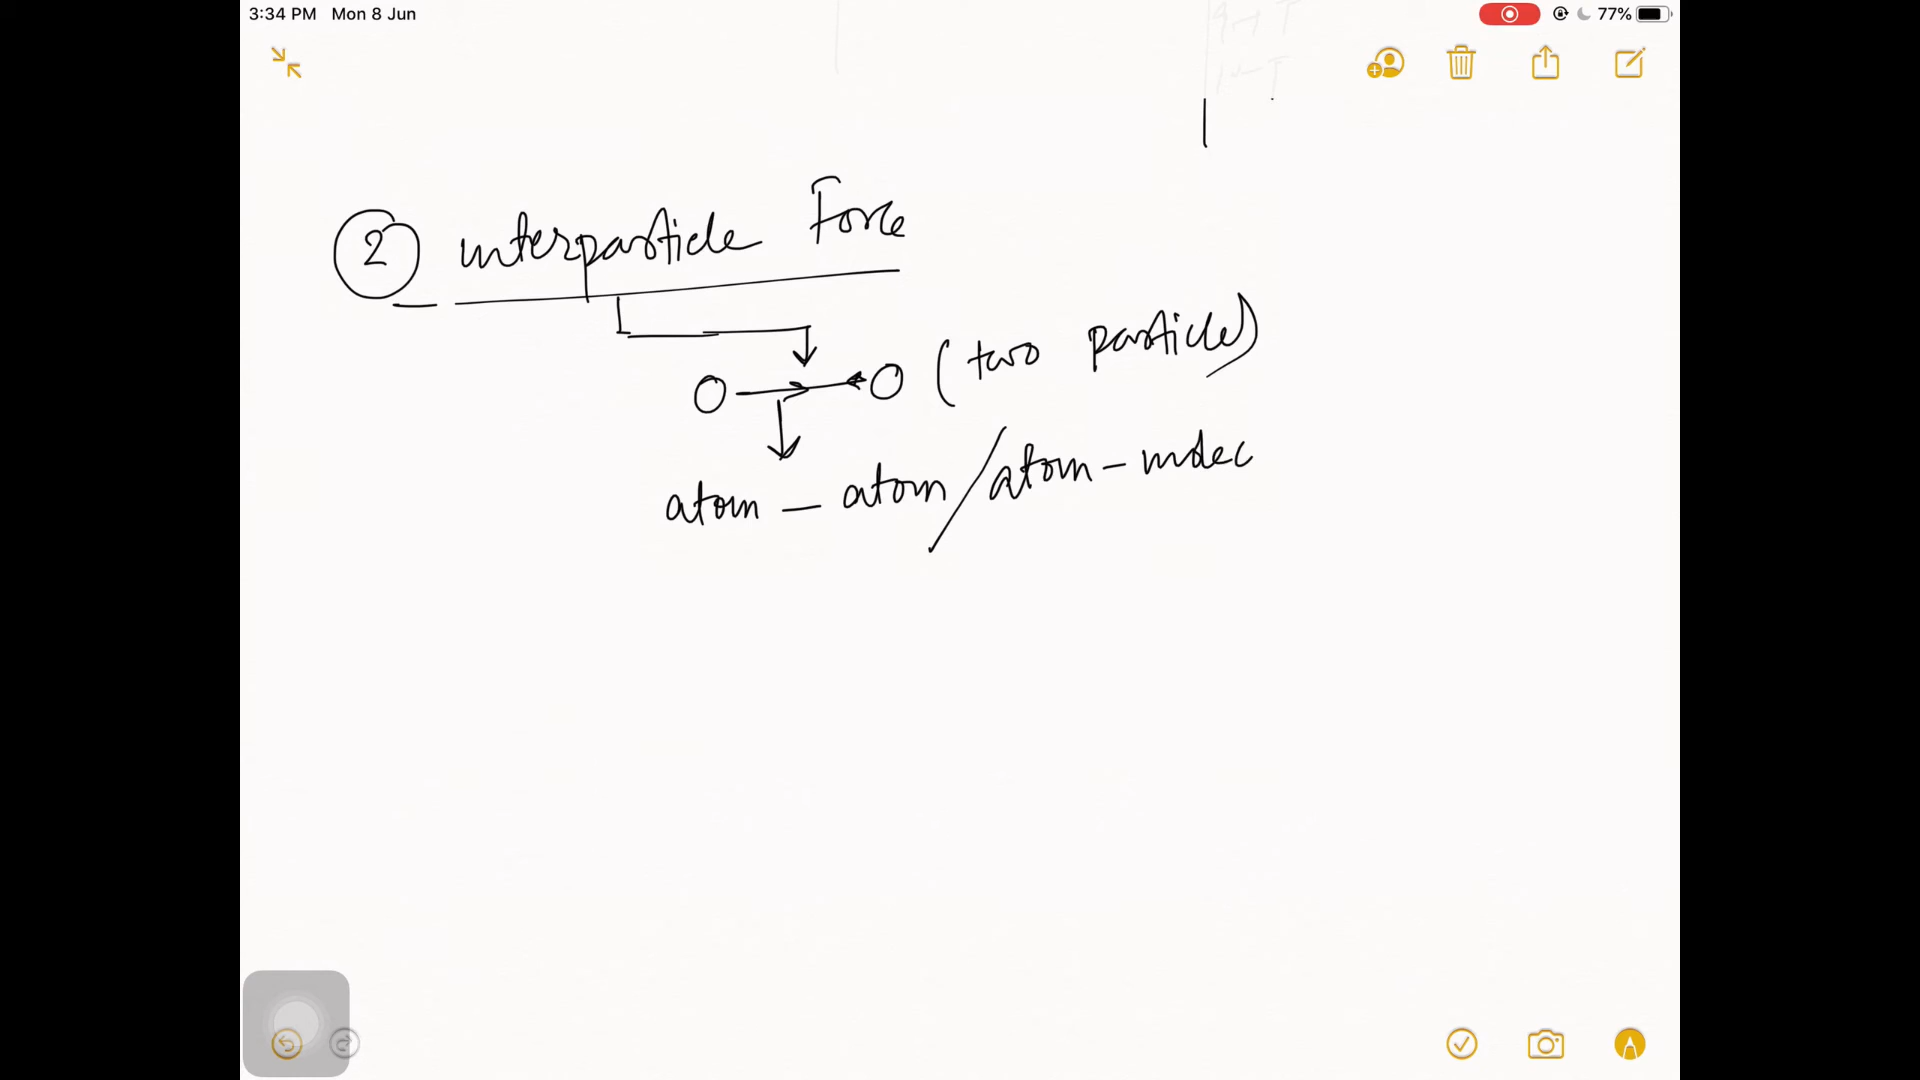 3:34 PM Mon 8 Jun
77%
2 interparticle Force
(two particle)
atom - atom / atom - molec